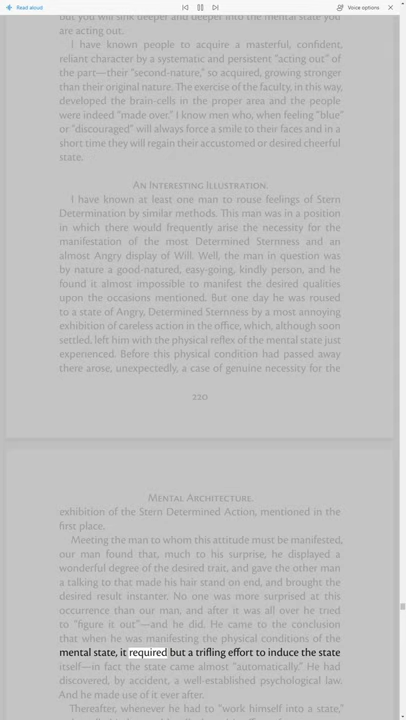 Read aloud
Voice options
out, you will sink deeper and deeper into the mental state you
are acting out.
I have known people to acquire a masterful, confident,
reliant character by a systematic and persistent “acting out” of
the part—their “second-nature,” so acquired, growing stronger
than their original nature. The exercise of the faculty, in this way,
developed the brain-cells in the proper area and the people
were indeed “made over.” I know men who, when feeling “blue”
or “discouraged” will always force a smile to their faces and in a
short time they will regain their accustomed or desired cheerful
state.
An Interesting Illustration.
I have known at least one man to rouse feelings of Stern
Determination by similar methods. This man was in a position
in which there would frequently arise the necessity for the
manifestation of the most Determined Sternness and an
almost Angry display of Will. Well, the man in question was
by nature a good-natured, easy-going, kindly person, and he
found it almost impossible to manifest the desired qualities
upon the occasions mentioned. But one day he was roused
to a state of Angry, Determined Sternness by a most annoying
exhibition of careless action in the office, which, although soon
settled, left him with the physical reflex of the mental state just
experienced. Before this physical condition had passed away
there arose, unexpectedly, a case of genuine necessity for the
220
Mental Architecture.
exhibition of the Stern Determined Action, mentioned in the
first place.
Meeting the man to whom this attitude must be manifested,
our man found that, much to his surprise, he displayed a
wonderful degree of the desired trait, and gave the other man
a talking to that made his hair stand on end, and brought the
desired result instanter. No one was more surprised at this
occurrence than our man, and after it was all over he tried
to “figure it out”—and he did. He came to the conclusion
that when he was manifesting the physical conditions of the
mental state, it required but a trifling effort to induce the state
itself—in fact the state came almost “automatically.” He had
discovered, by accident, a well-established psychological law.
And he made use of it ever after.
Thereafter, whenever he had to “work himself into a state,”